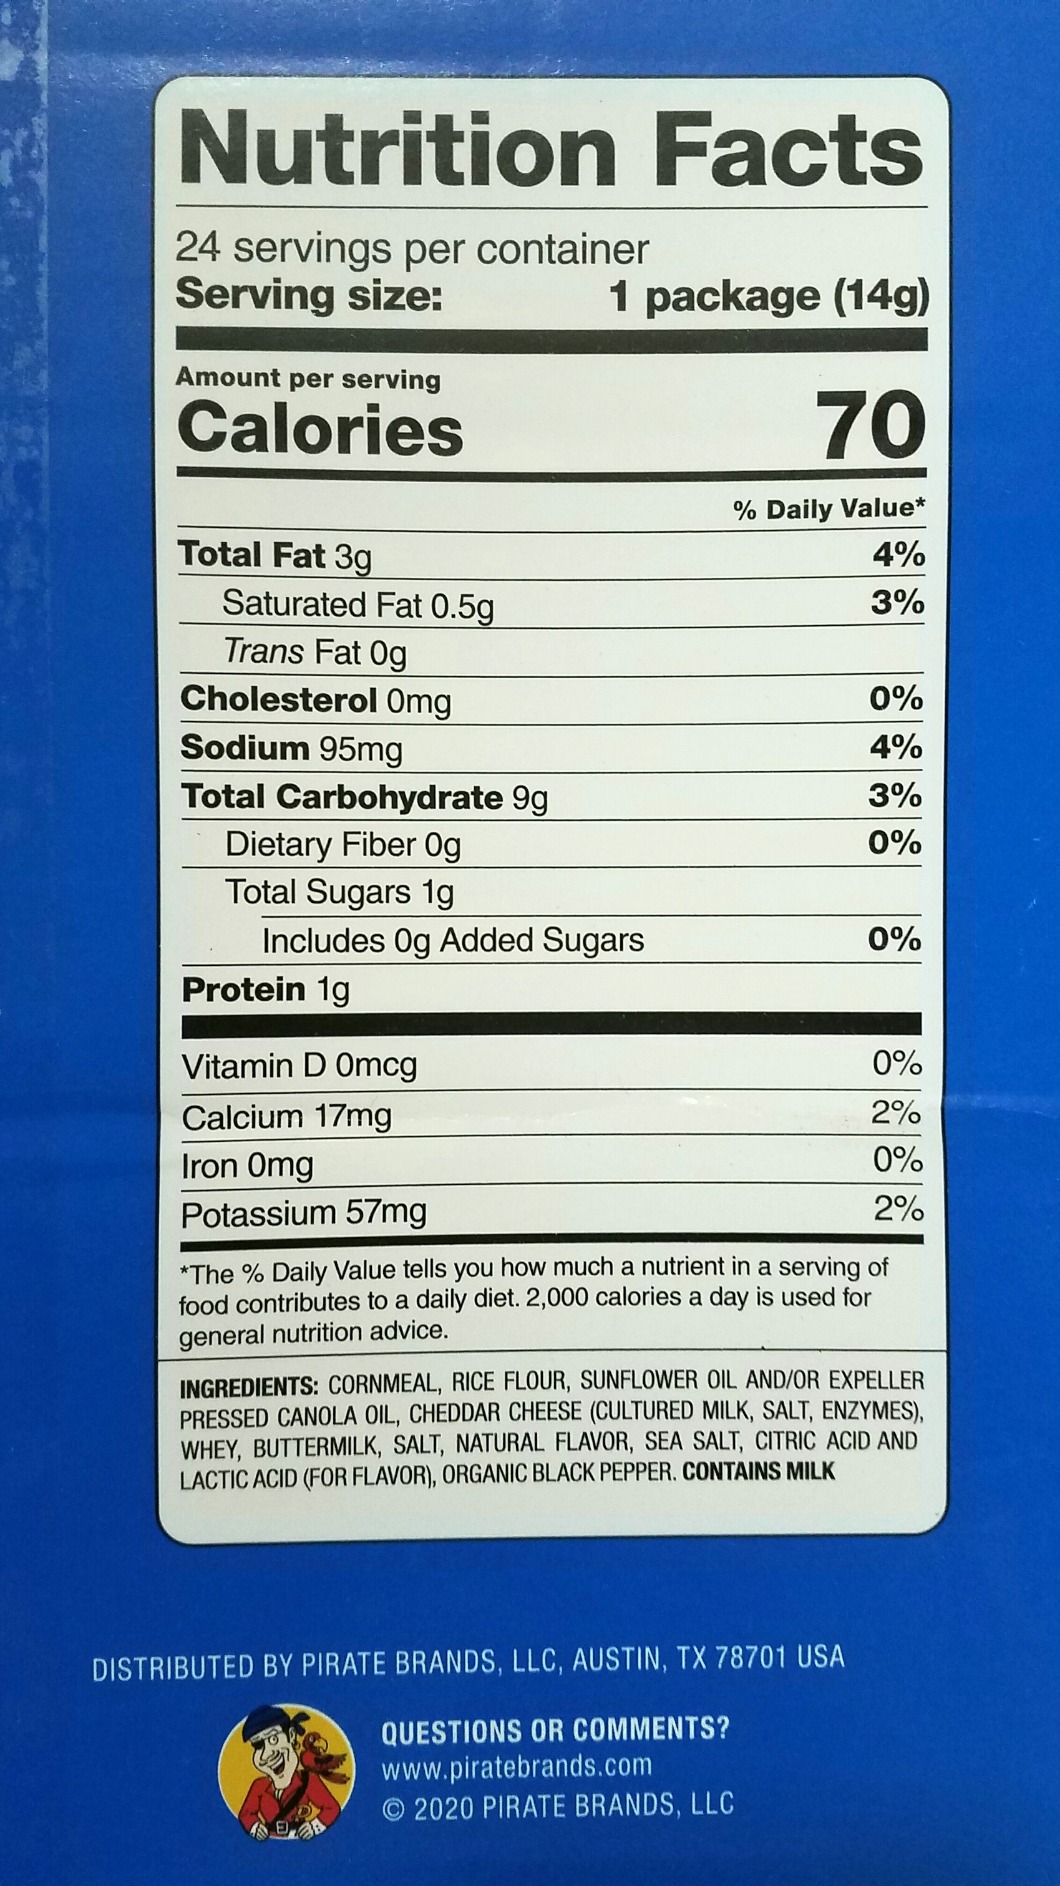 Nutrition Facts
24 servings per container
Serving size: 1 package (14g)
Amount per serving
Calories 70
% Daily Value*
Total Fat 3g 4%
Saturated Fat 0.5g 3%
Trans Fat 0g
Cholesterol 0mg 0%
Sodium 95mg 4%
Total Carbohydrate 9g 3%
Dietary Fiber 0g 0%
Total Sugars 1g
Includes 0g Added Sugars 0%
Protein 1g
Vitamin D 0mcg 0%
Calcium 17mg 2%
Iron 0mg 0%
Potassium 57mg 2%
*The % Daily Value tells you how much a nutrient in a serving of
food contributes to a daily diet. 2,000 calories a day is used for
general nutrition advice.
INGREDIENTS: CORNMEAL, RICE FLOUR, SUNFLOWER OIL AND/OR EXPELLER
PRESSED CANOLA OIL, CHEDDAR CHEESE (CULTURED MILK, SALT, ENZYMES),
WHEY, BUTTERMILK, SALT, NATURAL FLAVOR, SEA SALT, CITRIC ACID AND
LACTIC ACID (FOR FLAVOR), ORGANIC BLACK PEPPER. CONTAINS MILK
DISTRIBUTED BY PIRATE BRANDS, LLC, AUSTIN, TX 78701 USA
QUESTIONS OR COMMENTS?
www.piratebrands.com
© 2020 PIRATE BRANDS, LLC